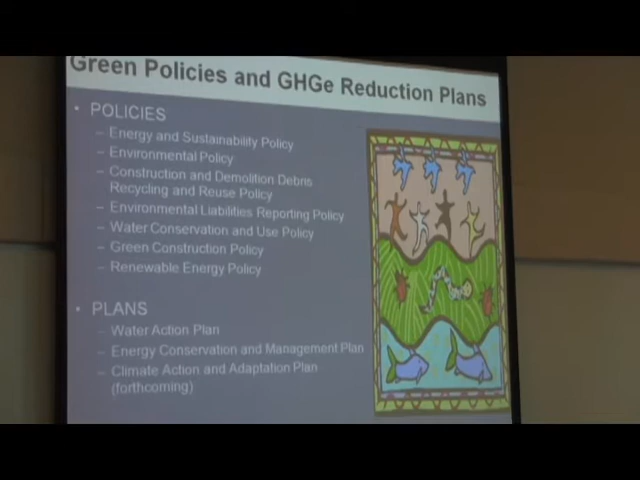 Green Policies and GHGe Reduction Plans
• POLICIES
– Energy and Sustainability Policy
– Environmental Policy
– Construction and Demolition Debris
Recycling and Reuse Policy
– Environmental Liabilities Reporting Policy
– Water Conservation and Use Policy
– Green Construction Policy
– Renewable Energy Policy
• PLANS
– Water Action Plan
– Energy Conservation and Management Plan
– Climate Action and Adaptation Plan
(forthcoming)